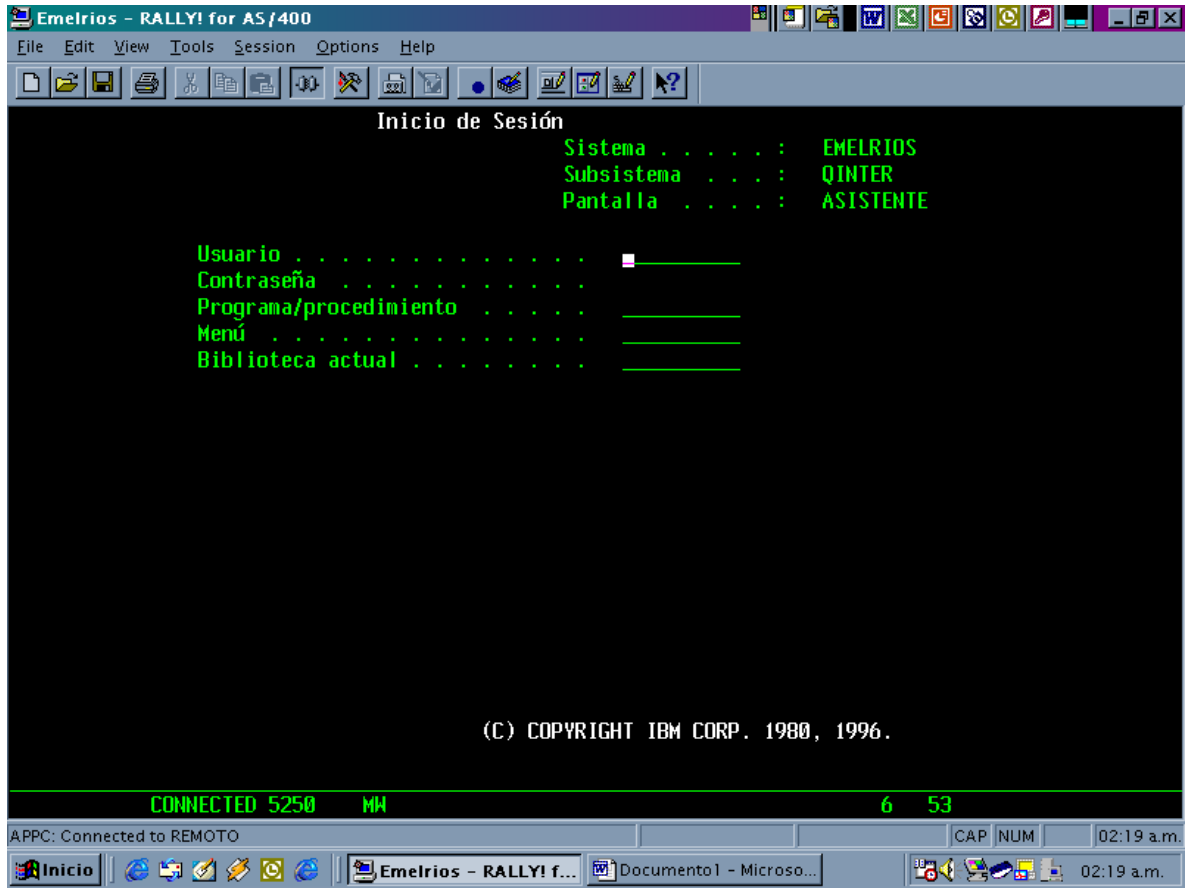 Emelrios - RALLY! for AS/400
File Edit View Tools Session Options Help
Inicio de Sesión
Sistema . . . . . : EMELRIOS
Subsistema . . . : QINTER
Pantalla . . . . : ASISTENTE
Usuario . . . . . . . . . . . . . .
Contraseña . . . . . . . . . . .
Programa/procedimiento . . . . .
Menú . . . . . . . . . . . . . . .
Biblioteca actual . . . . . . . .
(C) COPYRIGHT IBM CORP. 1980, 1996.
CONNECTED 5250 MW 6 53
APPC: Connected to REMOTO CAP NUM 02:19 a.m.
Inicio Emelrios - RALLY! f... Documento1 - Microso... 02:19 a.m.